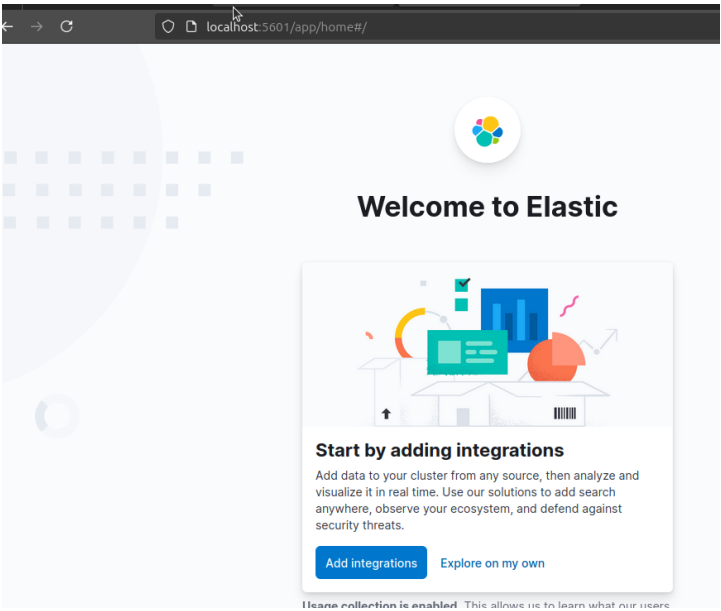 localhost:5601/app/home#/
Welcome to Elastic
Start by adding integrations
Add data to your cluster from any source, then analyze and
visualize it in real time. Use our solutions to add search
anywhere, observe your ecosystem, and defend against
security threats.
Add integrations
Explore on my own
Usage collection is enabled. This allows us to learn what our users